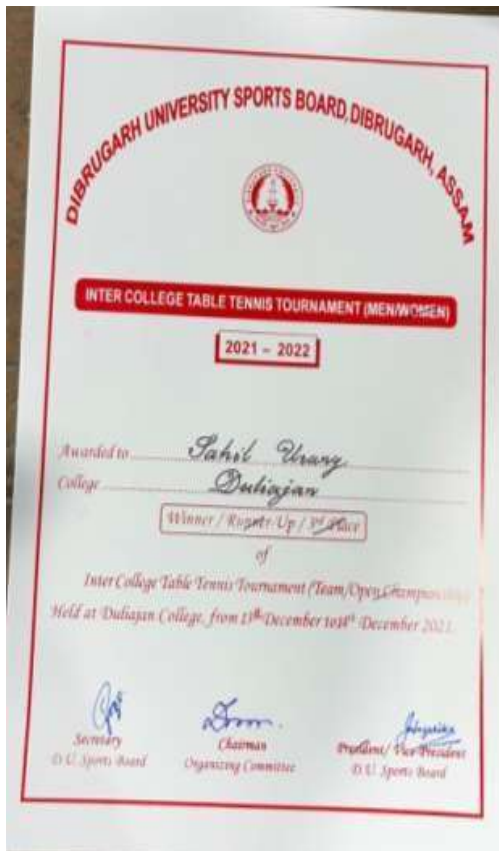 DIBRUGARH UNIVERSITY SPORTS BOARD, DIBRUGARH, ASSAM
INTER COLLEGE TABLE TENNIS TOURNAMENT (MEN/WOMEN)
2021 – 2022
Awarded to Sahil Urang
College Duliajan
Winner / Runner-Up / 3rd Place
of
Inter College Table Tennis Tournament (Team/Open Championship)
Held at Duliajan College, from 13th December to 16th December 2021.
Secretary
D.U. Sports Board
Chairman
Organizing Committee
President/ Vice-President
D.U. Sports Board